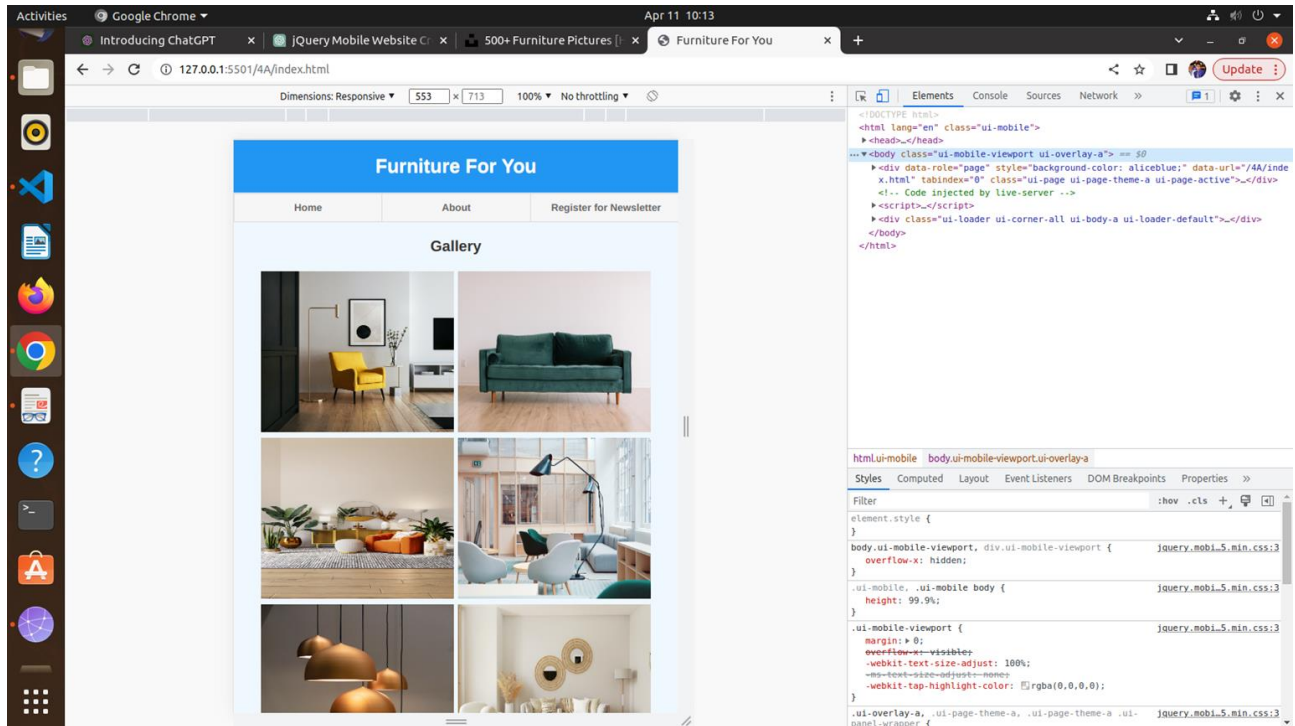 Activities Google Chrome ▾ Apr 11 10:13
Introducing ChatGPT × jQuery Mobile Website Cr × 500+ Furniture Pictures [H × Furniture For You × +
127.0.0.1:5501/4A/index.html Update
Dimensions: Responsive ▼ 553 × 713 100% ▼ No throttling ▼
Furniture For You
Home About Register for Newsletter
Gallery
Elements Console Sources Network » 1
<!DOCTYPE html>
<html lang="en" class="ui-mobile">
▶<head>…</head>
…▼<body class="ui-mobile-viewport ui-overlay-a"> == $0
▶<div data-role="page" style="background-color: aliceblue;" data-url="/4A/inde
x.html" tabindex="0" class="ui-page ui-page-theme-a ui-page-active">…</div>
<!-- Code injected by live-server -->
▶<script>…</script>
▶<div class="ui-loader ui-corner-all ui-body-a ui-loader-default">…</div>
</body>
</html>
html.ui-mobile body.ui-mobile-viewport.ui-overlay-a
Styles Computed Layout Event Listeners DOM Breakpoints Properties »
Filter :hov .cls +
element.style {
}
body.ui-mobile-viewport, div.ui-mobile-viewport { jquery.mobi…5.min.css:3
overflow-x: hidden;
}
.ui-mobile, .ui-mobile body { jquery.mobi…5.min.css:3
height: 99.9%;
}
.ui-mobile-viewport { jquery.mobi…5.min.css:3
margin: ▶ 0;
overflow-x: visible;
-webkit-text-size-adjust: 100%;
-ms-text-size-adjust: none;
-webkit-tap-highlight-color: rgba(0,0,0,0);
}
.ui-overlay-a, .ui-page-theme-a, .ui-page-theme-a .ui- jquery.mobi…5.min.css:3
panel-wrapper {